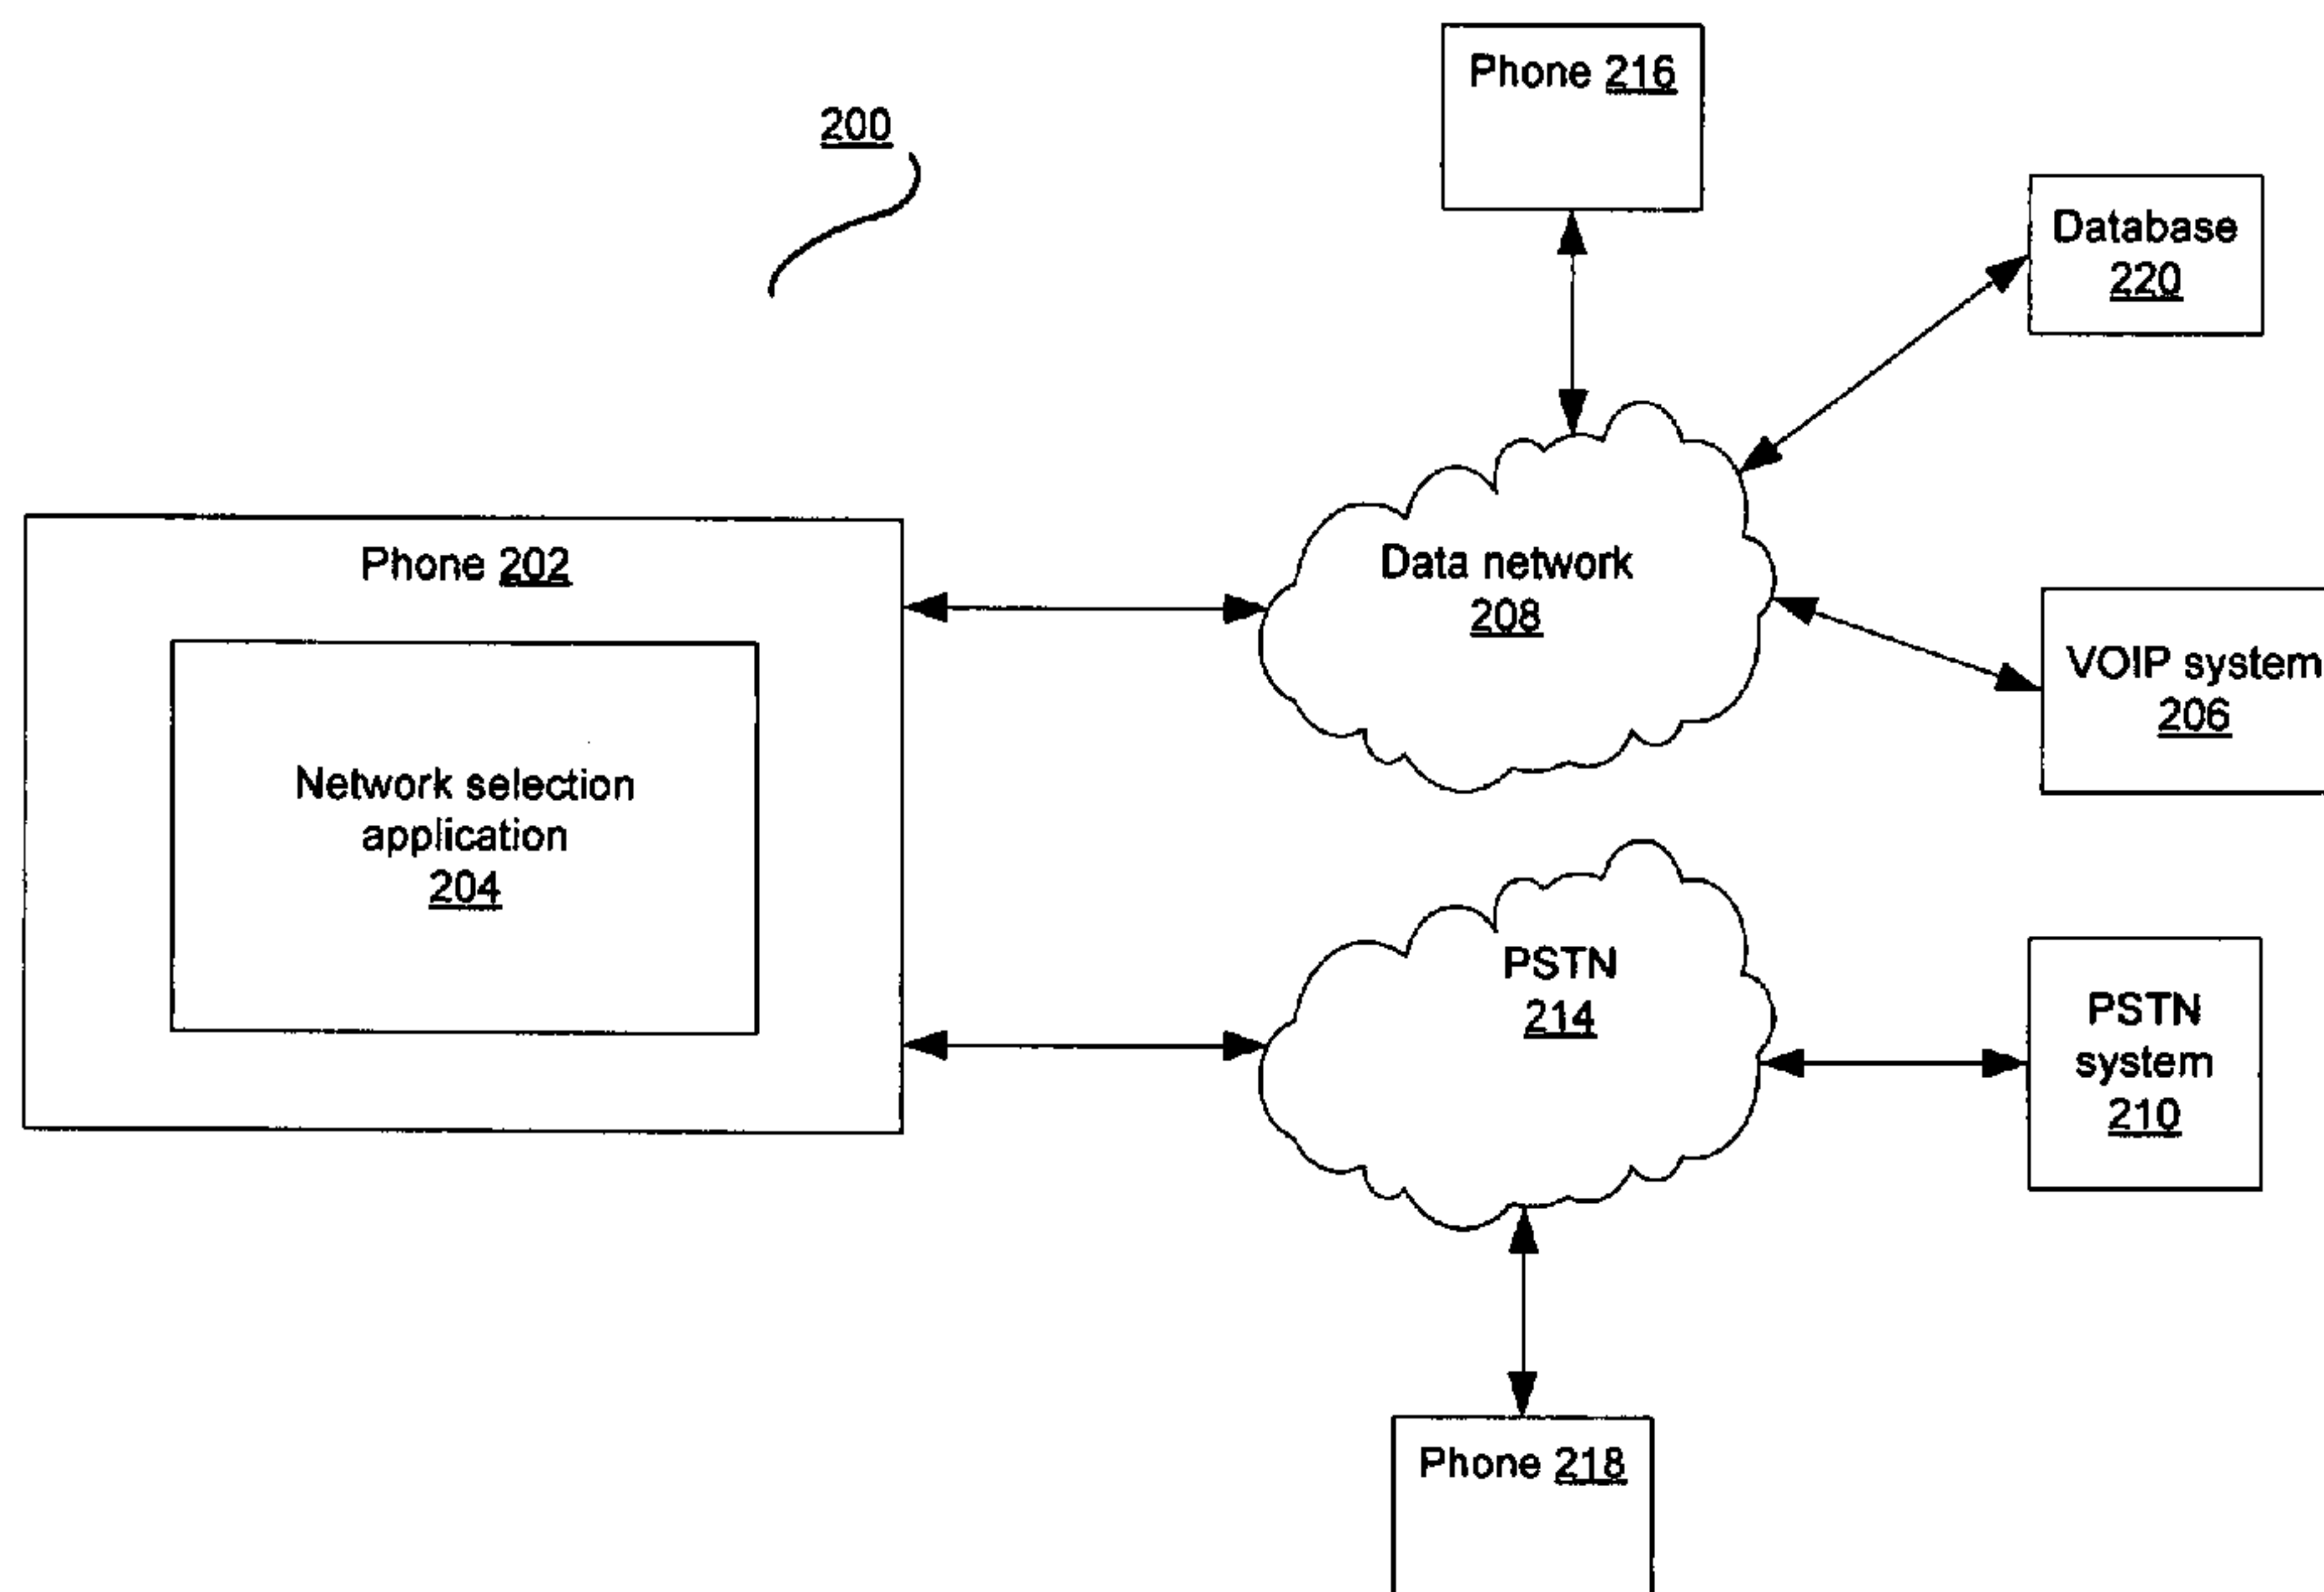 200
Phone 216
Database
220
Phone 202
Data network
208
VOIP system
206
Network selection
application
204
PSTN
214
PSTN
system
210
Phone 218